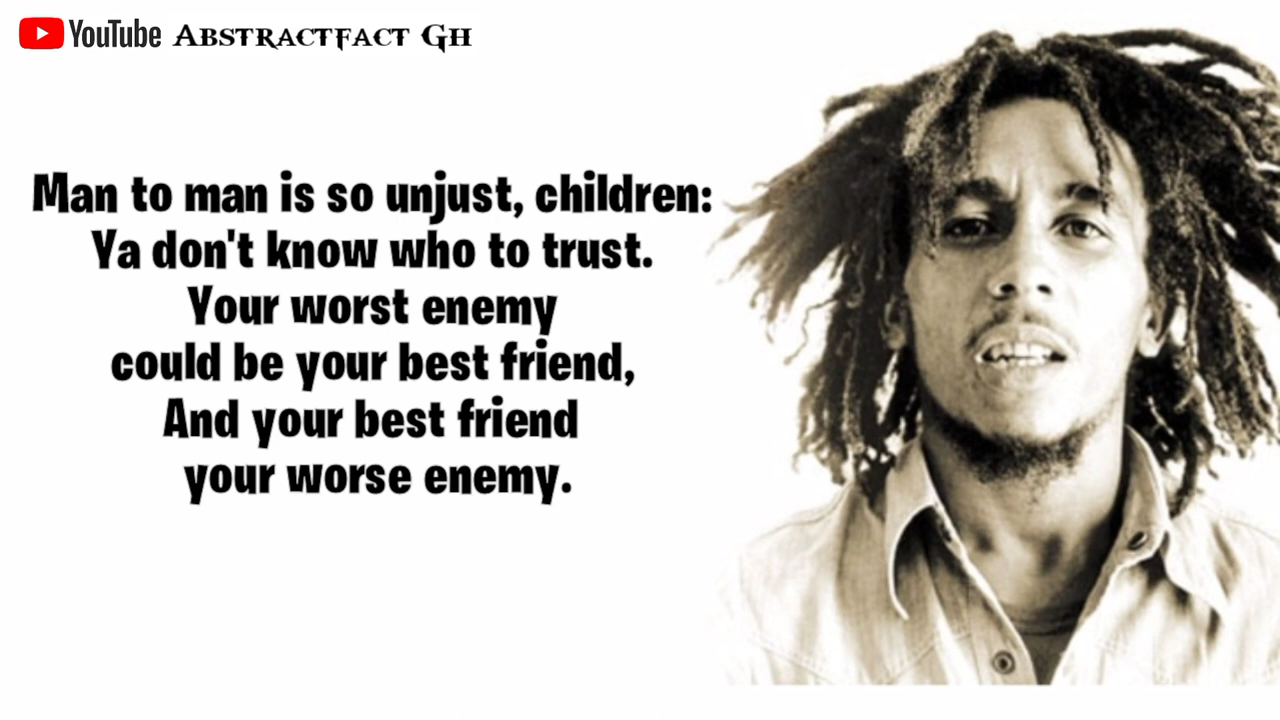 YouTube AbstractFact Gh
Man to man is so unjust, children:
Ya don't know who to trust.
Your worst enemy
could be your best friend,
And your best friend
your worse enemy.